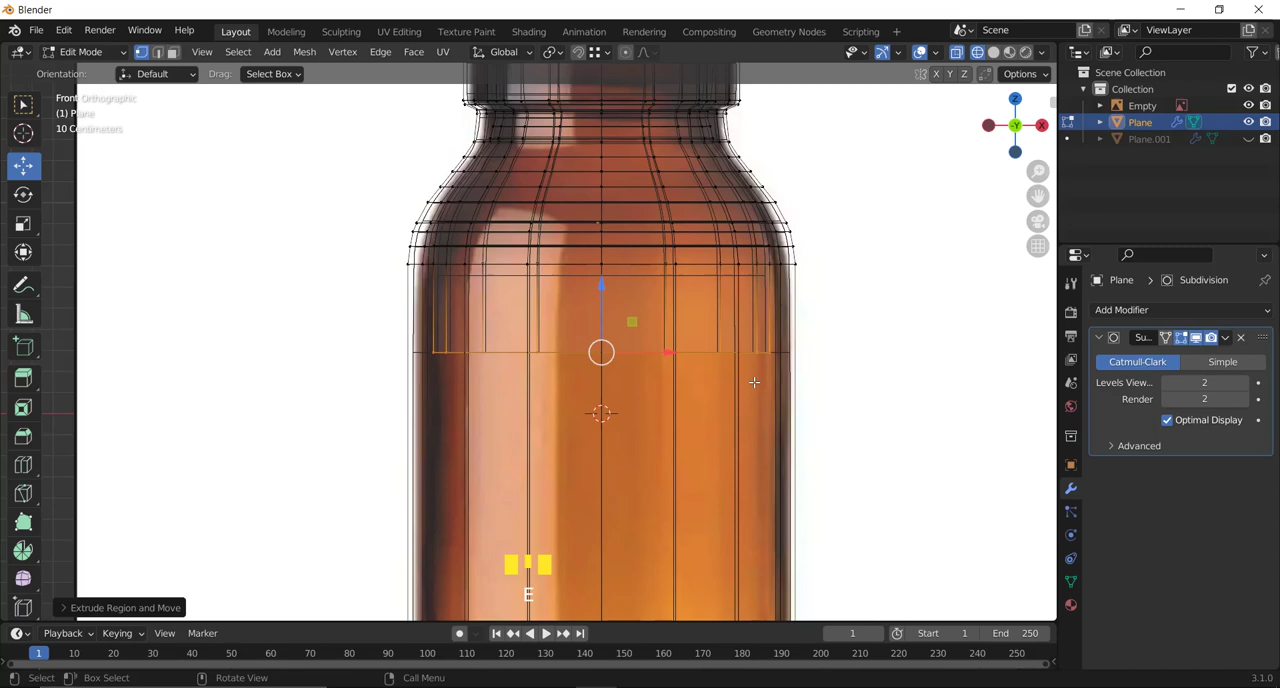 Blender
File Edit Render Window Help
Layout Modeling Sculpting UV Editing Texture Paint Shading Animation Rendering Compositing Geometry Nodes Scripting +
Scene
ViewLayer
Edit Mode
View Select Add Mesh Vertex Edge Face UV
Global
Orientation: Default Drag: Select Box
X Y Z
Options
Front Orthographic
(1) Plane
10 Centimeters
Z
-Y
X
Scene Collection
Collection
Empty
Plane
Plane.001
Plane > Subdivision
Add Modifier
Su...
Catmull-Clark Simple
Levels View... 2
Render 2
Optimal Display
> Advanced
E
> Extrude Region and Move
Playback Keying View Marker
1
Start 1
End 250
1 10 20 30 40 50 60 70 80 90 100 110 120 130 140 150 160 170 180 190 200 210 220 230 240 250
Select Box Select Rotate View Call Menu
3.1.0